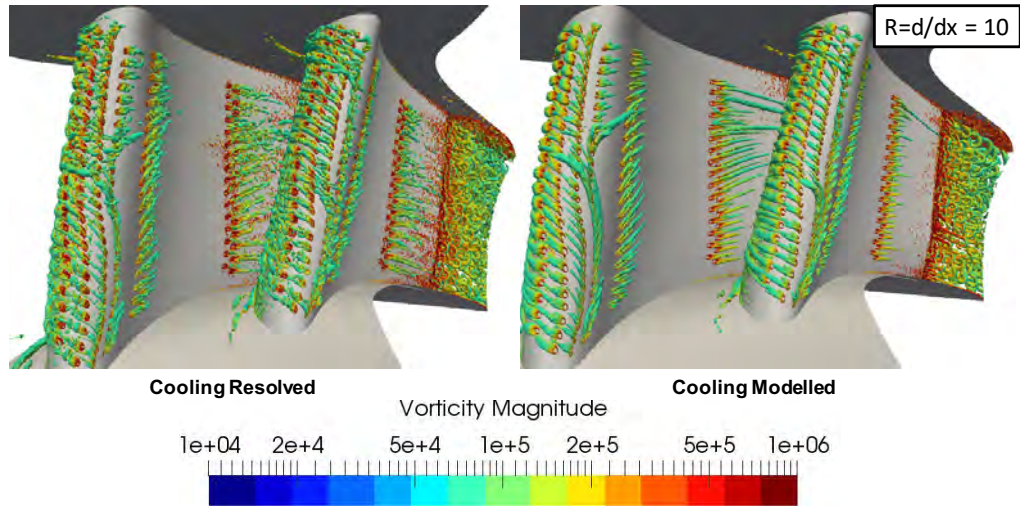 R=d/dx = 10
Cooling Resolved
Cooling Modelled
Vorticity Magnitude
1e+04 2e+4 5e+4 1e+5 2e+5 5e+5 1e+06